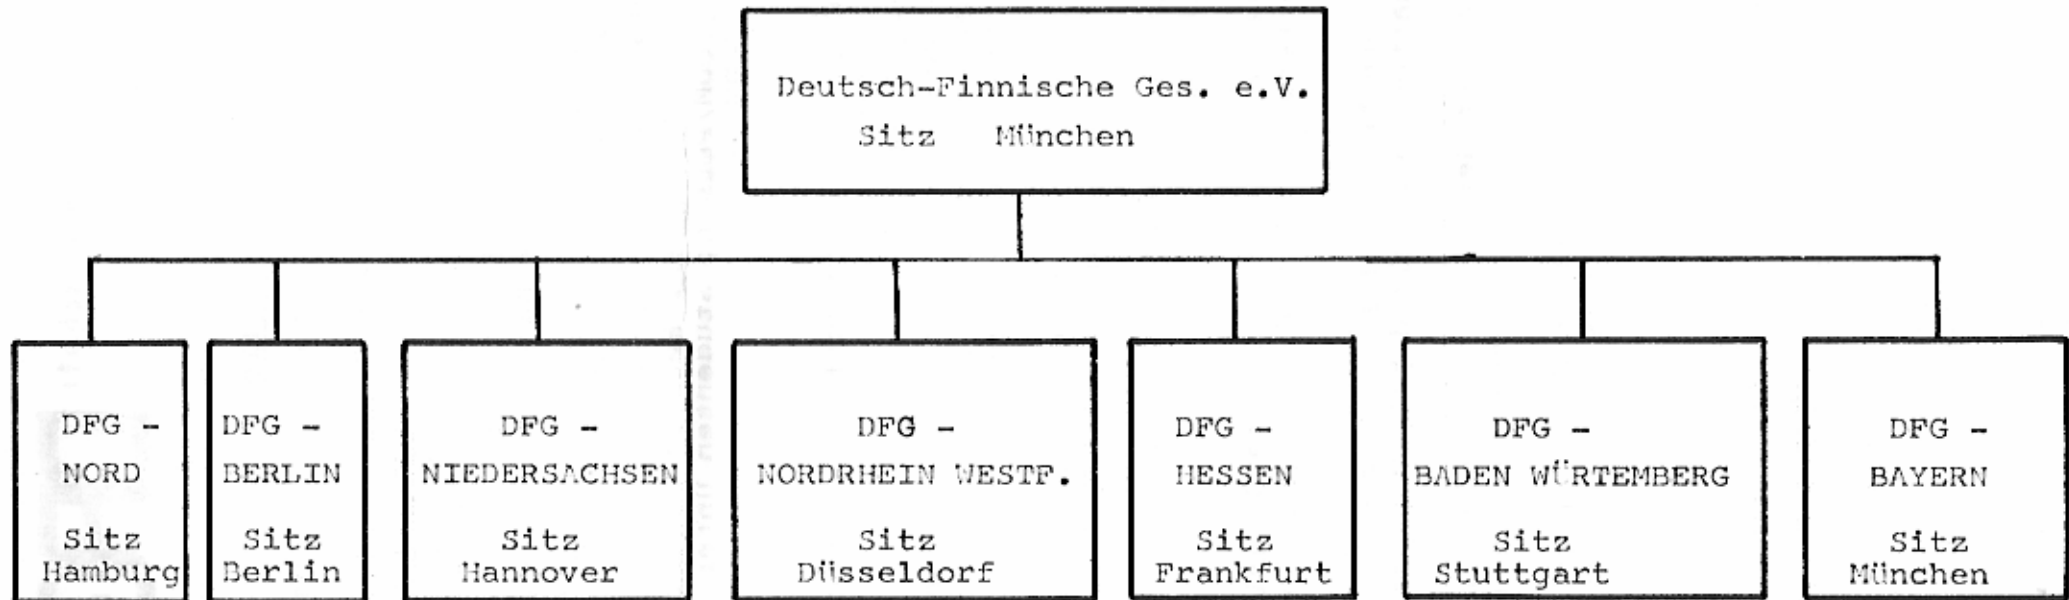 Deutsch-Finnische Ges. e.V.
Sitz München
DFG -
NORD
Sitz
Hamburg
DFG -
BERLIN
Sitz
Berlin
DFG -
NIEDERSACHSEN
Sitz
Hannover
DFG -
NORDRHEIN WESTF.
Sitz
Düsseldorf
DFG -
HESSEN
Sitz
Frankfurt
DFG -
BADEN WÜRTEMBERG
Sitz
Stuttgart
DFG -
BAYERN
Sitz
München